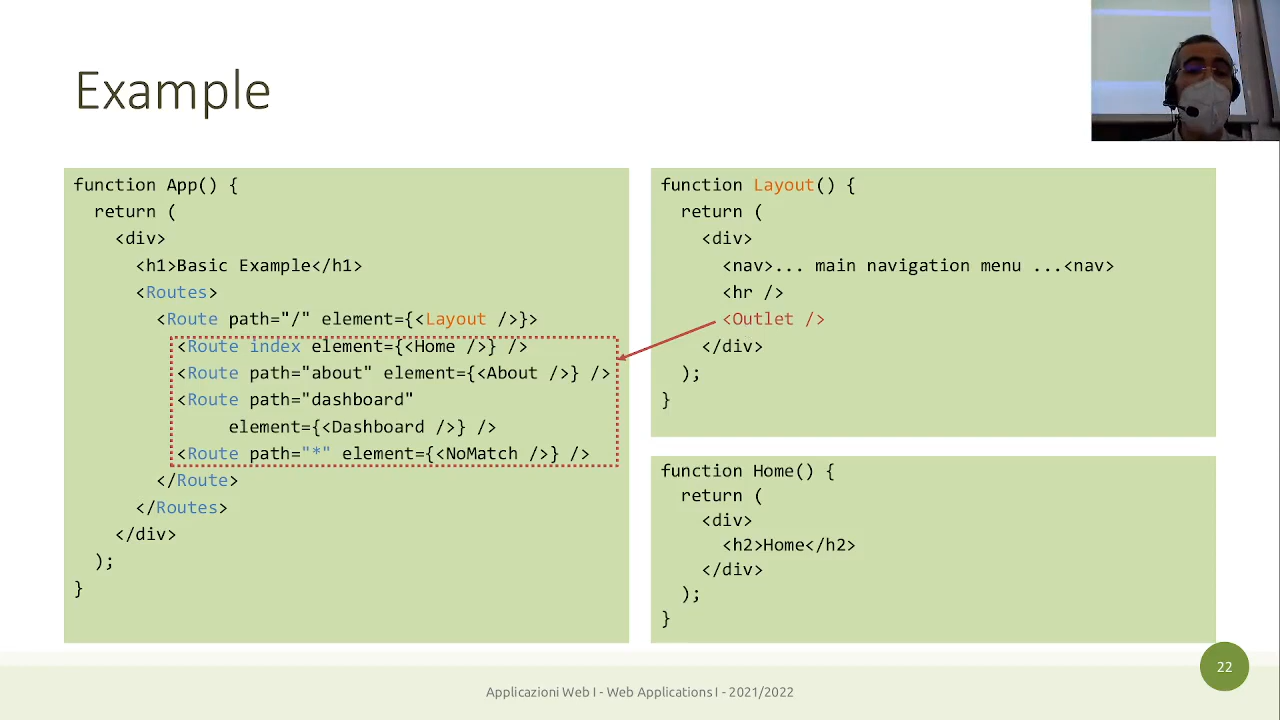 Example
function App() {
return (
<div>
<h1>Basic Example</h1>
<Routes>
<Route path="/" element={<Layout />}>
<Route index element={<Home />} />
<Route path="about" element={<About />} />
<Route path="dashboard"
element={<Dashboard />} />
<Route path="*" element={<NoMatch />} />
</Route>
</Routes>
</div>
);
}
function Layout() {
return (
<div>
<nav>... main navigation menu ...<nav>
<hr />
<Outlet />
</div>
);
}
function Home() {
return (
<div>
<h2>Home</h2>
</div>
);
}
22
Applicazioni Web I - Web Applications I - 2021/2022